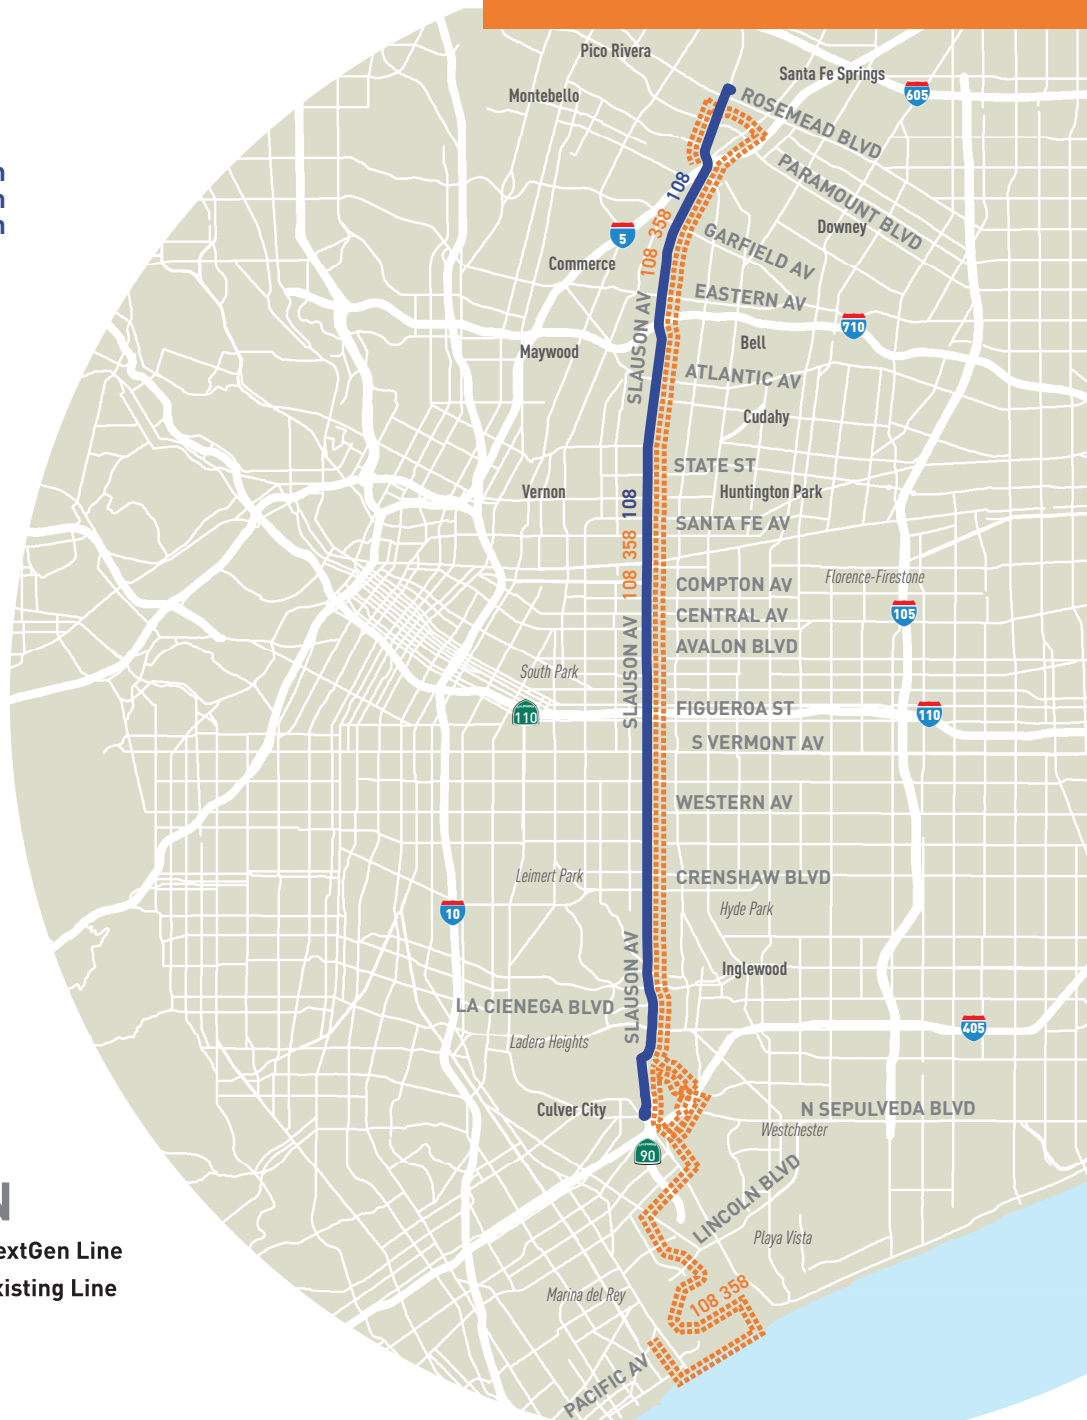 Pico Rivera
Santa Fe Springs
605
Montebello
ROSEMEAD BLVD
PARAMOUNT BLVD
108
Downey
5
108 358
GARFIELD AV
Commerce
EASTERN AV
710
SLAUSON AV
Bell
Maywood
ATLANTIC AV
Cudahy
STATE ST
Vernon
Huntington Park
108 358 108
SANTA FE AV
Florence-Firestone
COMPTON AV
105
CENTRAL AV
SLAUSON AV
AVALON BLVD
South Park
110
FIGUEROA ST
110
S VERMONT AV
WESTERN AV
Leimert Park
CRENSHAW BLVD
10
Hyde Park
SLAUSON AV
Inglewood
LA CIENEGA BLVD
405
Ladera Heights
Culver City
N SEPULVEDA BLVD
Westchester
90
LINCOLN BLVD
Playa Vista
N
extGen Line
xisting Line
Marina del Rey
108 358
PACIFIC AV